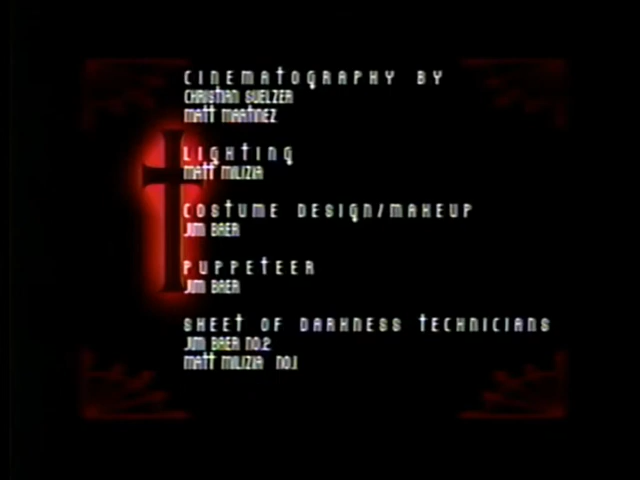 CINEMATOGRAPHY BY
CHRISTIAN SUELZER
MATT MARTINEZ
LIGHTING
MATT MILIZIA
COSTUME DESIGN/MAKEUP
JIM BAER
PUPPETEER
JIM BAER
SHEET OF DARKNESS TECHNICIANS
JIM BAER NO.2
MATT MILIZIA NO.1